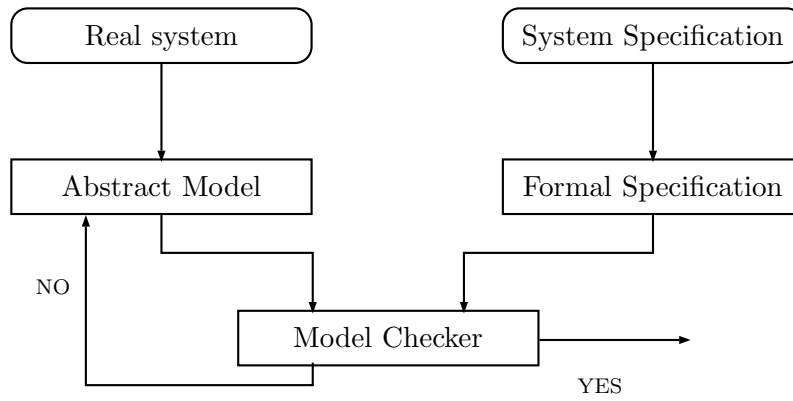 Real system
System Specification
Abstract Model
Formal Specification
NO
Model Checker
YES